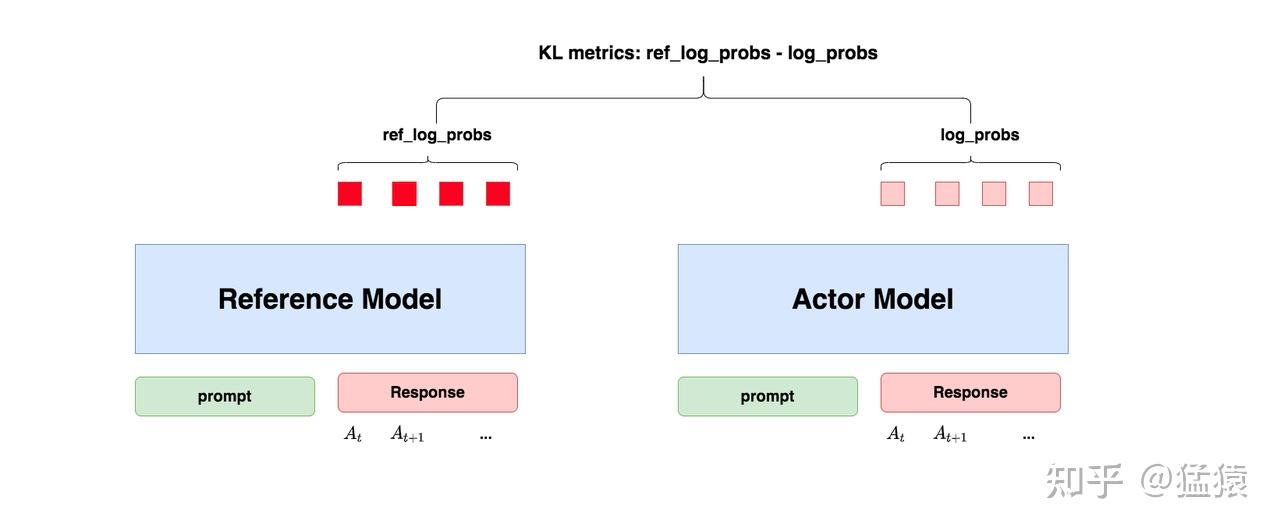 KL metrics: ref_log_probs - log_probs
ref_log_probs
log_probs
Reference Model
Actor Model
prompt
Response
prompt
Response
A_t A_{t+1} ...
A_t A_{t+1} ...
知乎 @猛猿